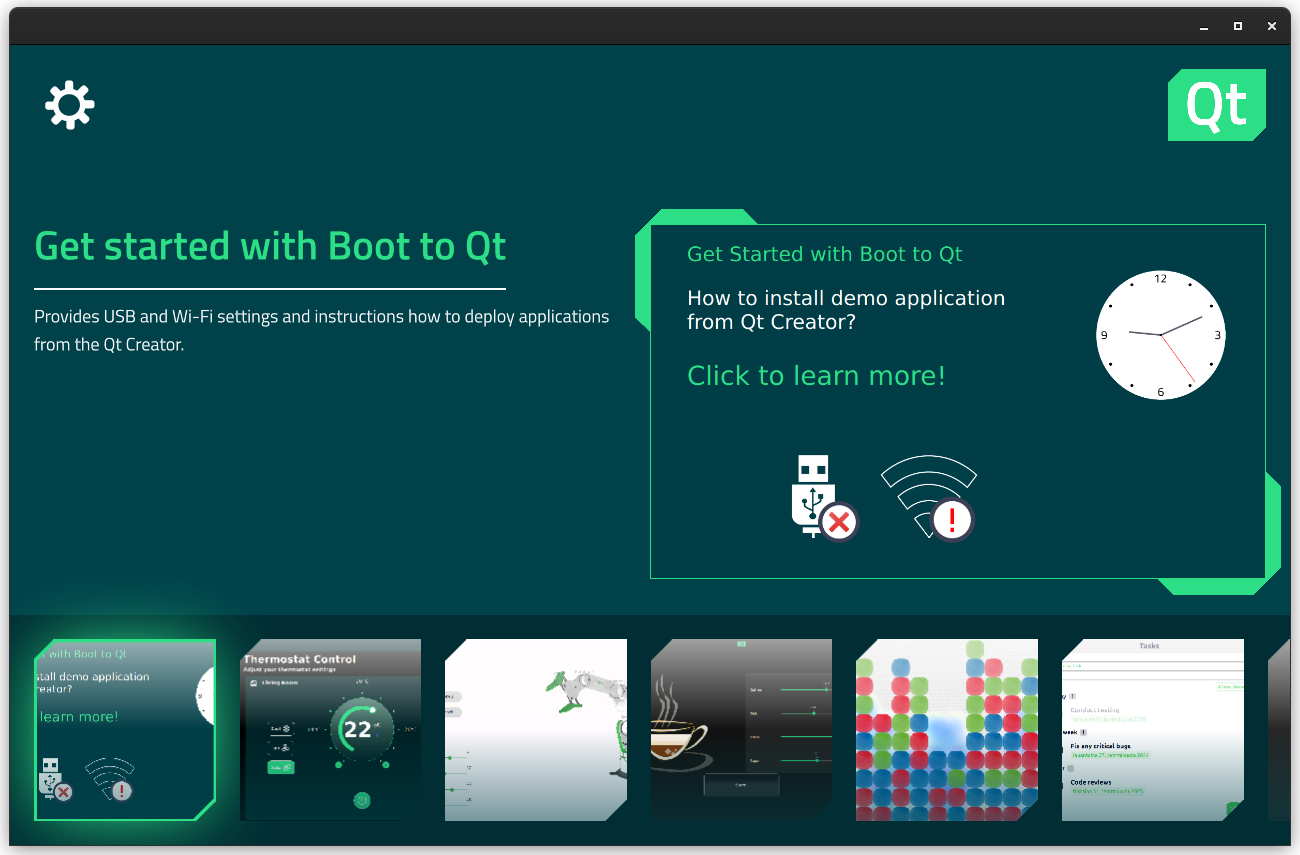 Qt
Get started with Boot to Qt
Provides USB and Wi-Fi settings and instructions how to deploy applications
from the Qt Creator.
Get Started with Boot to Qt
How to install demo application
from Qt Creator?
Click to learn more!
12
9
3
6
with Boot to Qt
stall demo application
reator?
learn more!
Thermostat Control
Adjust your thermostat settings
22
Tasks
Conduct testing
week
Fix any critical bugs
Code reviews